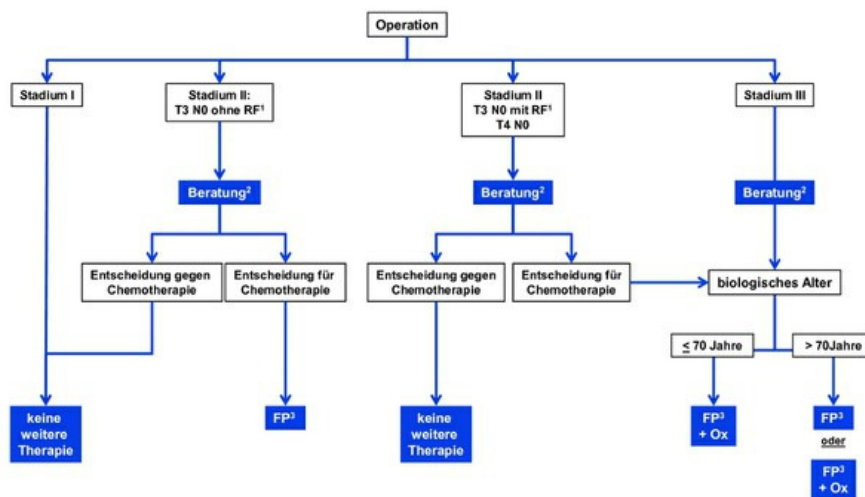 Operation
Stadium I
Stadium II:
T3 N0 ohne RF¹
Stadium II
T3 N0 mit RF¹
T4 N0
Stadium III
Beratung²
Beratung²
Beratung²
Entscheidung gegen
Chemotherapie
Entscheidung für
Chemotherapie
Entscheidung gegen
Chemotherapie
Entscheidung für
Chemotherapie
biologisches Alter
≤ 70 Jahre
> 70Jahre
keine
weitere
Therapie
FP³
keine
weitere
Therapie
FP³
+ Ox
FP³
oder
FP³
+ Ox